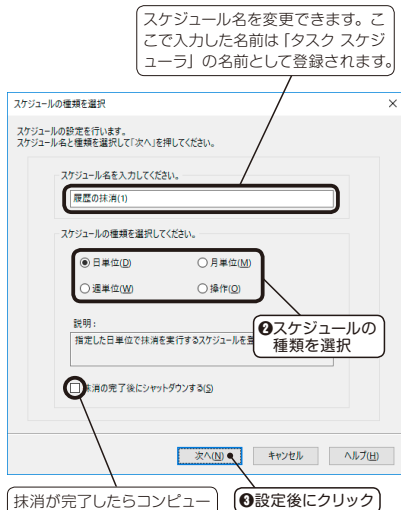 スケジュール名を変更できます。こ
こで入力した名前は「タスク スケジ
ューラ」の名前として登録されます。
スケジュールの種類を選択
スケジュールの設定を行います。
スケジュール名と種類を選択して「次へ」を押してください。
スケジュール名を入力してください。
履歴の抹消(1)
スケジュールの種類を選択してください。
日単位(D) 月単位(M)
週単位(W) 操作(O)
❷スケジュールの
種類を選択
説明:
指定した日単位で抹消を実行するスケジュールを
抹消の完了後にシャットダウンする(S)
次へ(N) キャンセル ヘルプ(H)
抹消が完了したらコンピュー
❸設定後にクリック